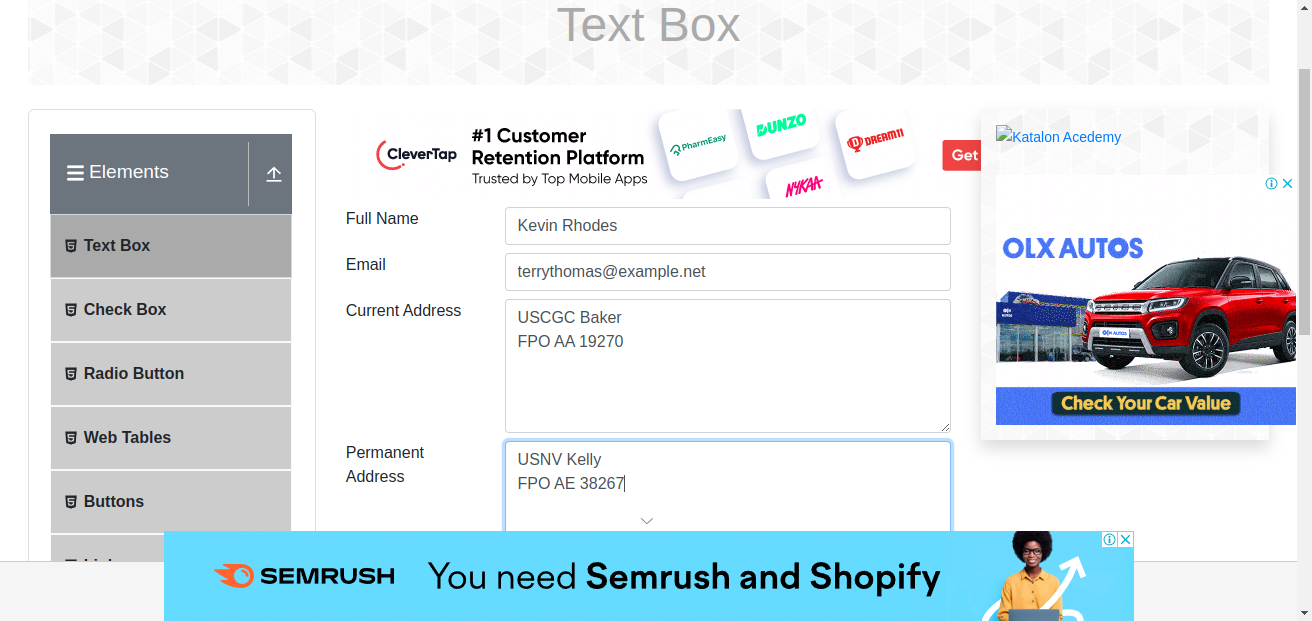 Text Box
Elements
Text Box
Check Box
Radio Button
Web Tables
Buttons
CleverTap
#1 Customer
Retention Platform
Trusted by Top Mobile Apps
PharmEasy
DUNZO
DREAM11
NYKAA
Get
Full Name
Kevin Rhodes
Email
terrythomas@example.net
Current Address
USCGC Baker
FPO AA 19270
Permanent
Address
USNV Kelly
FPO AE 38267
Katalon Acedemy
OLX AUTOS
OLX AUTOS
Check Your Car Value
SEMRUSH
You need Semrush and Shopify